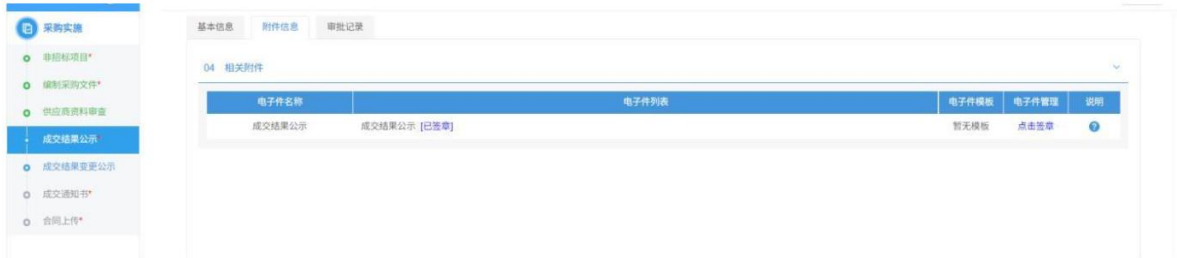 采购实施
非招标项目*
编制采购文件*
供应商资料审查
成交结果公示*
成交结果变更公示
成交通知书*
合同上传*
基本信息 附件信息 审批记录
04 相关附件
电子件名称 电子件列表 电子件模板 电子件管理 说明
成交结果公示 成交结果公示 [已签章] 暂无模板 点击签章 ?